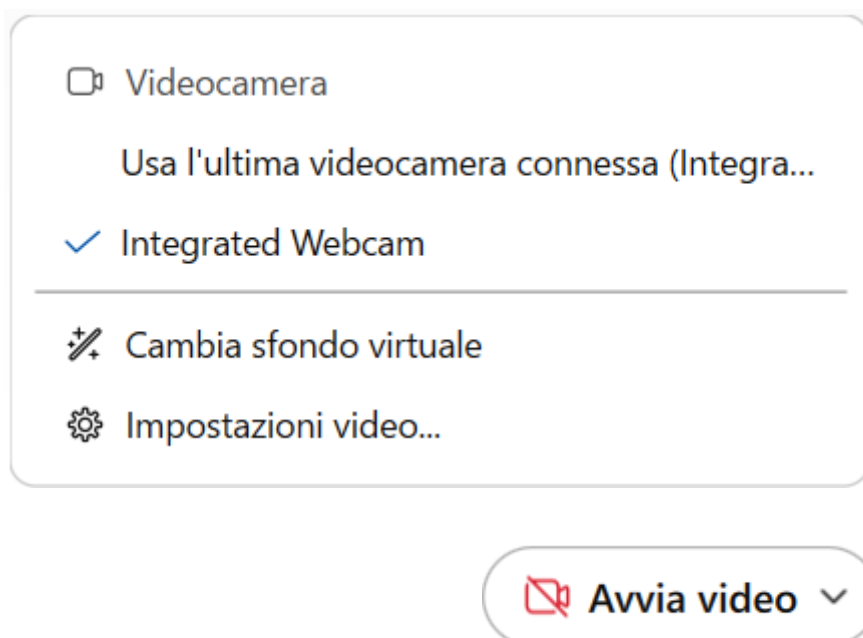 Videocamera
Usa l'ultima videocamera connessa (Integra...
Integrated Webcam
Cambia sfondo virtuale
Impostazioni video...
Avvia video